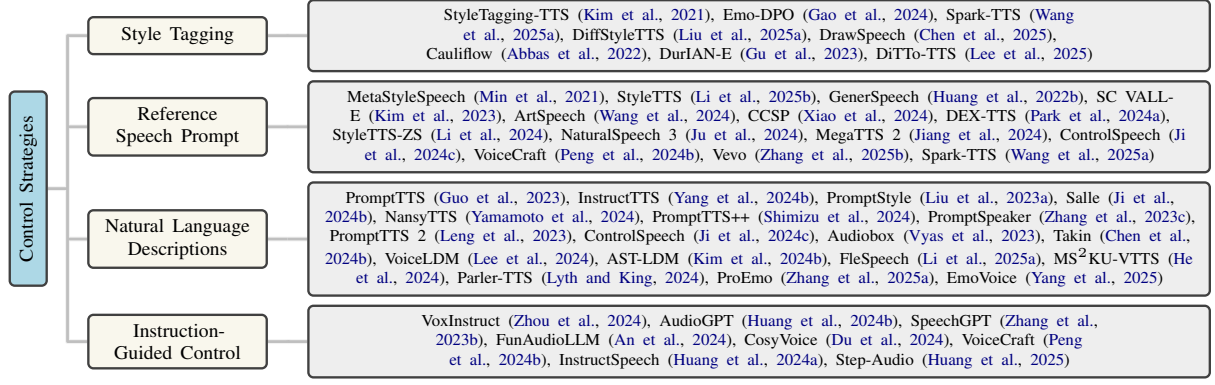 Control Strategies
Style Tagging
StyleTagging-TTS (Kim et al., 2021), Emo-DPO (Gao et al., 2024), Spark-TTS (Wang
et al., 2025a), DiffStyleTTS (Liu et al., 2025a), DrawSpeech (Chen et al., 2025),
Cauliflow (Abbas et al., 2022), DurIAN-E (Gu et al., 2023), DiTTo-TTS (Lee et al., 2025)
Reference
Speech Prompt
MetaStyleSpeech (Min et al., 2021), StyleTTS (Li et al., 2025b), GenerSpeech (Huang et al., 2022b), SC VALL-
E (Kim et al., 2023), ArtSpeech (Wang et al., 2024), CCSP (Xiao et al., 2024), DEX-TTS (Park et al., 2024a),
StyleTTS-ZS (Li et al., 2024), NaturalSpeech 3 (Ju et al., 2024), MegaTTS 2 (Jiang et al., 2024), ControlSpeech (Ji
et al., 2024c), VoiceCraft (Peng et al., 2024b), Vevo (Zhang et al., 2025b), Spark-TTS (Wang et al., 2025a)
Natural Language
Descriptions
PromptTTS (Guo et al., 2023), InstructTTS (Yang et al., 2024b), PromptStyle (Liu et al., 2023a), Salle (Ji et al.,
2024b), NansyTTS (Yamamoto et al., 2024), PromptTTS++ (Shimizu et al., 2024), PromptSpeaker (Zhang et al., 2023c),
PromptTTS 2 (Leng et al., 2023), ControlSpeech (Ji et al., 2024c), Audiobox (Vyas et al., 2023), Takin (Chen et al.,
2024b), VoiceLDM (Lee et al., 2024), AST-LDM (Kim et al., 2024b), FleSpeech (Li et al., 2025a), MS²KU-VTTS (He
et al., 2024), Parler-TTS (Lyth and King, 2024), ProEmo (Zhang et al., 2025a), EmoVoice (Yang et al., 2025)
Instruction-
Guided Control
VoxInstruct (Zhou et al., 2024), AudioGPT (Huang et al., 2024b), SpeechGPT (Zhang et al.,
2023b), FunAudioLLM (An et al., 2024), CosyVoice (Du et al., 2024), VoiceCraft (Peng
et al., 2024b), InstructSpeech (Huang et al., 2024a), Step-Audio (Huang et al., 2025)